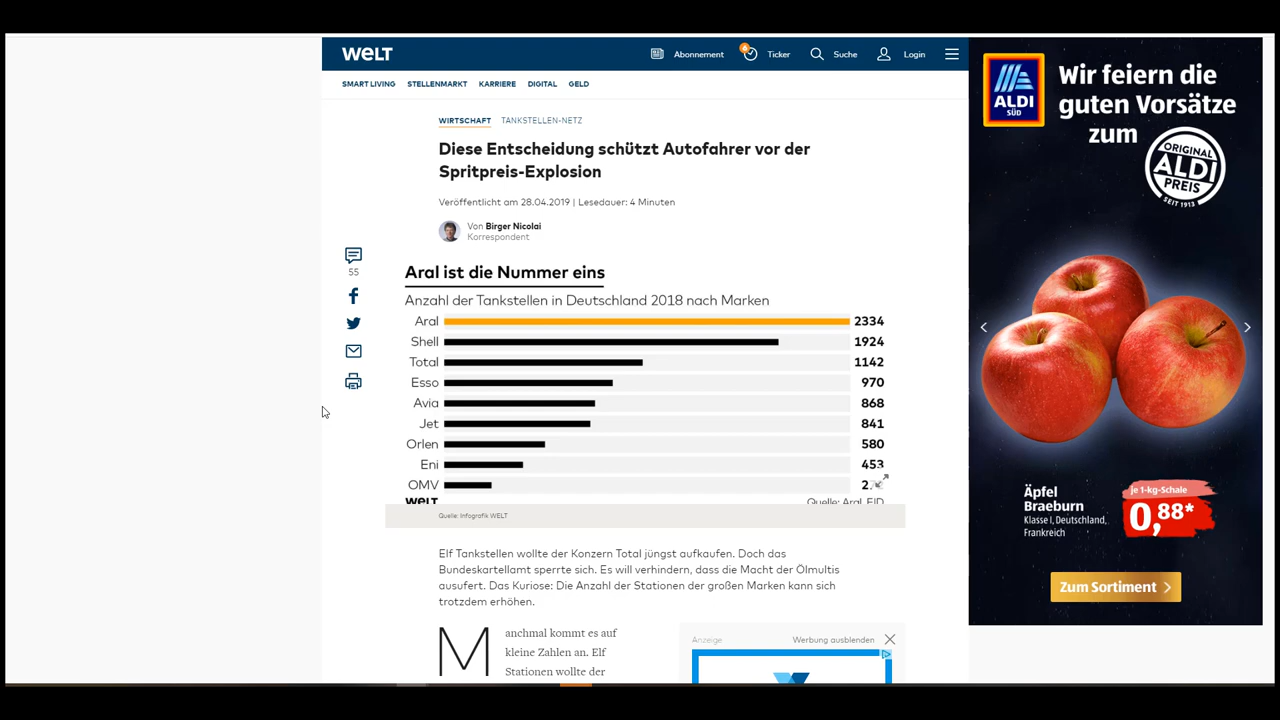 WELT
Abonnement
6
Ticker
Suche
Login
SMART LIVING STELLENMARKT KARRIERE DIGITAL GELD
WIRTSCHAFT TANKSTELLEN-NETZ
Diese Entscheidung schützt Autofahrer vor der
Spritpreis-Explosion
Veröffentlicht am 28.04.2019 | Lesedauer: 4 Minuten
Von Birger Nicolai
Korrespondent
55
Aral ist die Nummer eins
Anzahl der Tankstellen in Deutschland 2018 nach Marken
Aral 2334
Shell 1924
Total 1142
Esso 970
Avia 868
Jet 841
Orlen 580
Eni 453
OMV
WELT Quelle: Aral, EID
Quelle: Infografik WELT
Elf Tankstellen wollte der Konzern Total jüngst aufkaufen. Doch das
Bundeskartellamt sperrte sich. Es will verhindern, dass die Macht der Ölmultis
ausufert. Das Kuriose: Die Anzahl der Stationen der großen Marken kann sich
trotzdem erhöhen.
Manchmal kommt es auf
kleine Zahlen an. Elf
Stationen wollte der
Anzeige Werbung ausblenden
ALDI
SÜD
Wir feiern die
guten Vorsätze
zum
ORIGINAL
ALDI
PREIS
SEIT 1913
Äpfel
Braeburn
Klasse I, Deutschland,
Frankreich
je 1-kg-Schale
0,88*
Zum Sortiment